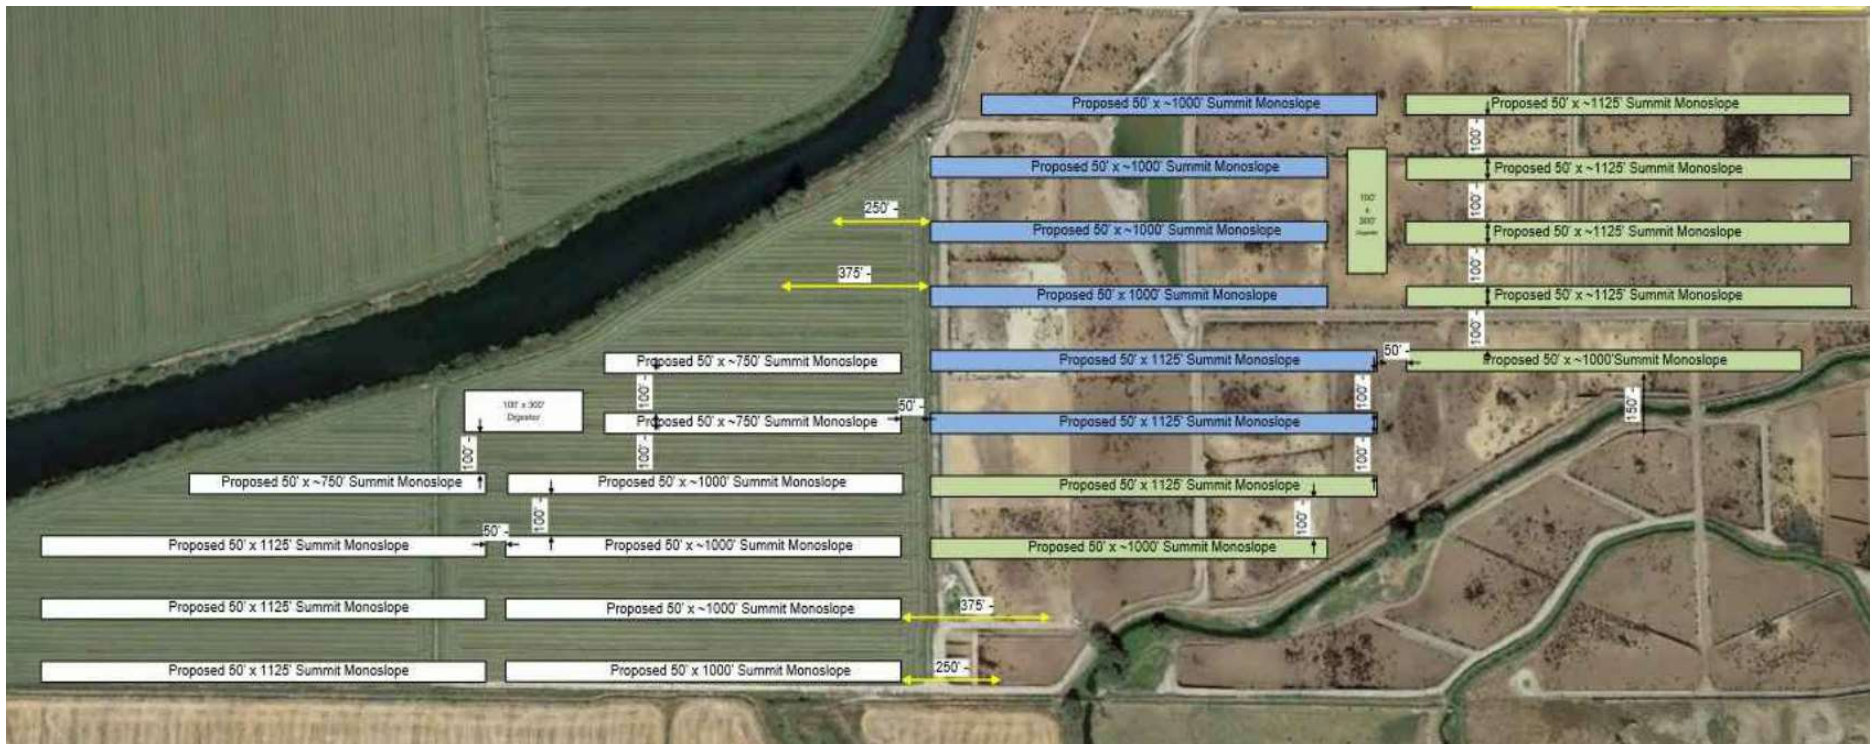 Proposed 50' x ~1000' Summit Monoslope
Proposed 50' x ~1125' Summit Monoslope
100' -
Proposed 50' x ~1000' Summit Monoslope
Proposed 50' x ~1125' Summit Monoslope
250' -
100' -
100'
x
300'
Digester
Proposed 50' x ~1000' Summit Monoslope
Proposed 50' x ~1125' Summit Monoslope
375' -
100' -
Proposed 50' x 1000' Summit Monoslope
Proposed 50' x ~1125' Summit Monoslope
100' -
Proposed 50' x ~750' Summit Monoslope
Proposed 50' x 1125' Summit Monoslope
50' -
Proposed 50' x ~1000'Summit Monoslope
100' -
100' -
150' -
100' x 300'
Digester
50' -
Proposed 50' x ~750' Summit Monoslope
Proposed 50' x 1125' Summit Monoslope
100' -
100' -
100' -
Proposed 50' x ~750' Summit Monoslope
Proposed 50' x ~1000' Summit Monoslope
Proposed 50' x 1125' Summit Monoslope
100' -
100' -
50' -
Proposed 50' x 1125' Summit Monoslope
Proposed 50' x ~1000' Summit Monoslope
Proposed 50' x ~1000' Summit Monoslope
Proposed 50' x 1125' Summit Monoslope
Proposed 50' x ~1000' Summit Monoslope
375' -
Proposed 50' x 1125' Summit Monoslope
Proposed 50' x 1000' Summit Monoslope
250' -